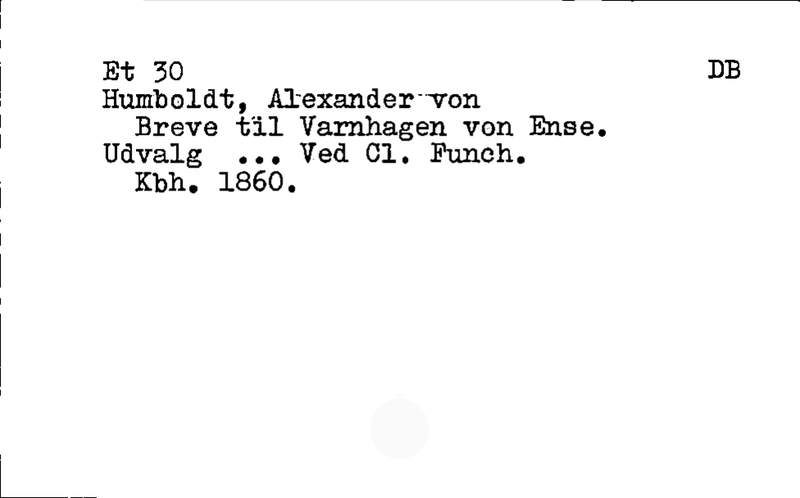 Et 30 DB
Humboldt, Alexander von
Breve til Varnhagen von Ense.
Udvalg ... Ved Cl. Funch.
Kbh. 1860.